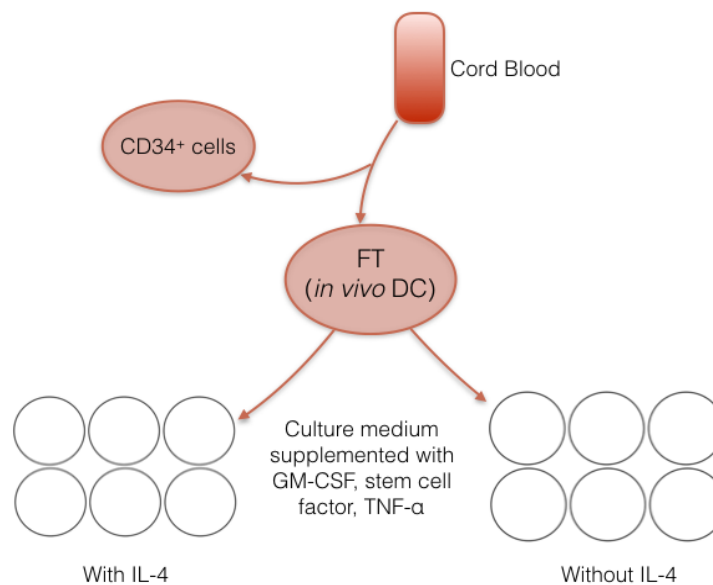 Cord Blood
CD34⁺ cells
FT
(in vivo DC)
Culture medium
supplemented with
GM-CSF, stem cell
factor, TNF-α
With IL-4
Without IL-4